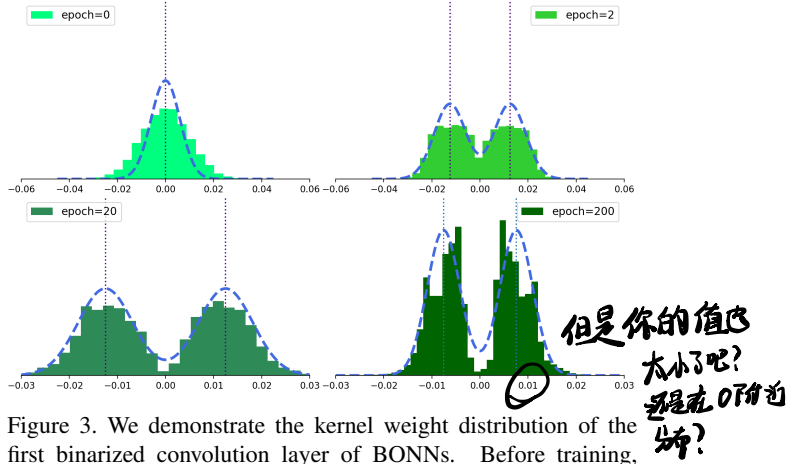 epoch=0
epoch=2
−0.06 −0.04 −0.02 0.00 0.02 0.04 0.06
−0.06 −0.04 −0.02 0.00 0.02 0.04 0.06
epoch=20
epoch=200
−0.03 −0.02 −0.01 0.00 0.01 0.02 0.03
−0.03 −0.02 −0.01 0.00 0.01 0.02 0.03
但是你的值也
太小了吧?
还是在0附近
分布?
Figure 3. We demonstrate the kernel weight distribution of the
first binarized convolution layer of BONNs. Before training,